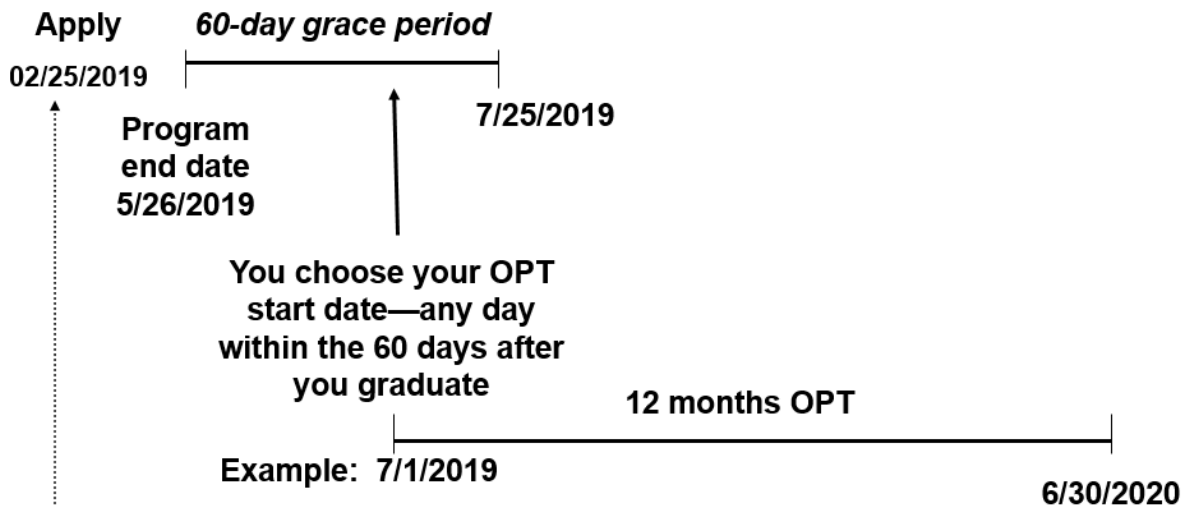 Apply
60-day grace period
02/25/2019
7/25/2019
Program
end date
5/26/2019
You choose your OPT
start date—any day
within the 60 days after
you graduate
12 months OPT
Example: 7/1/2019
6/30/2020